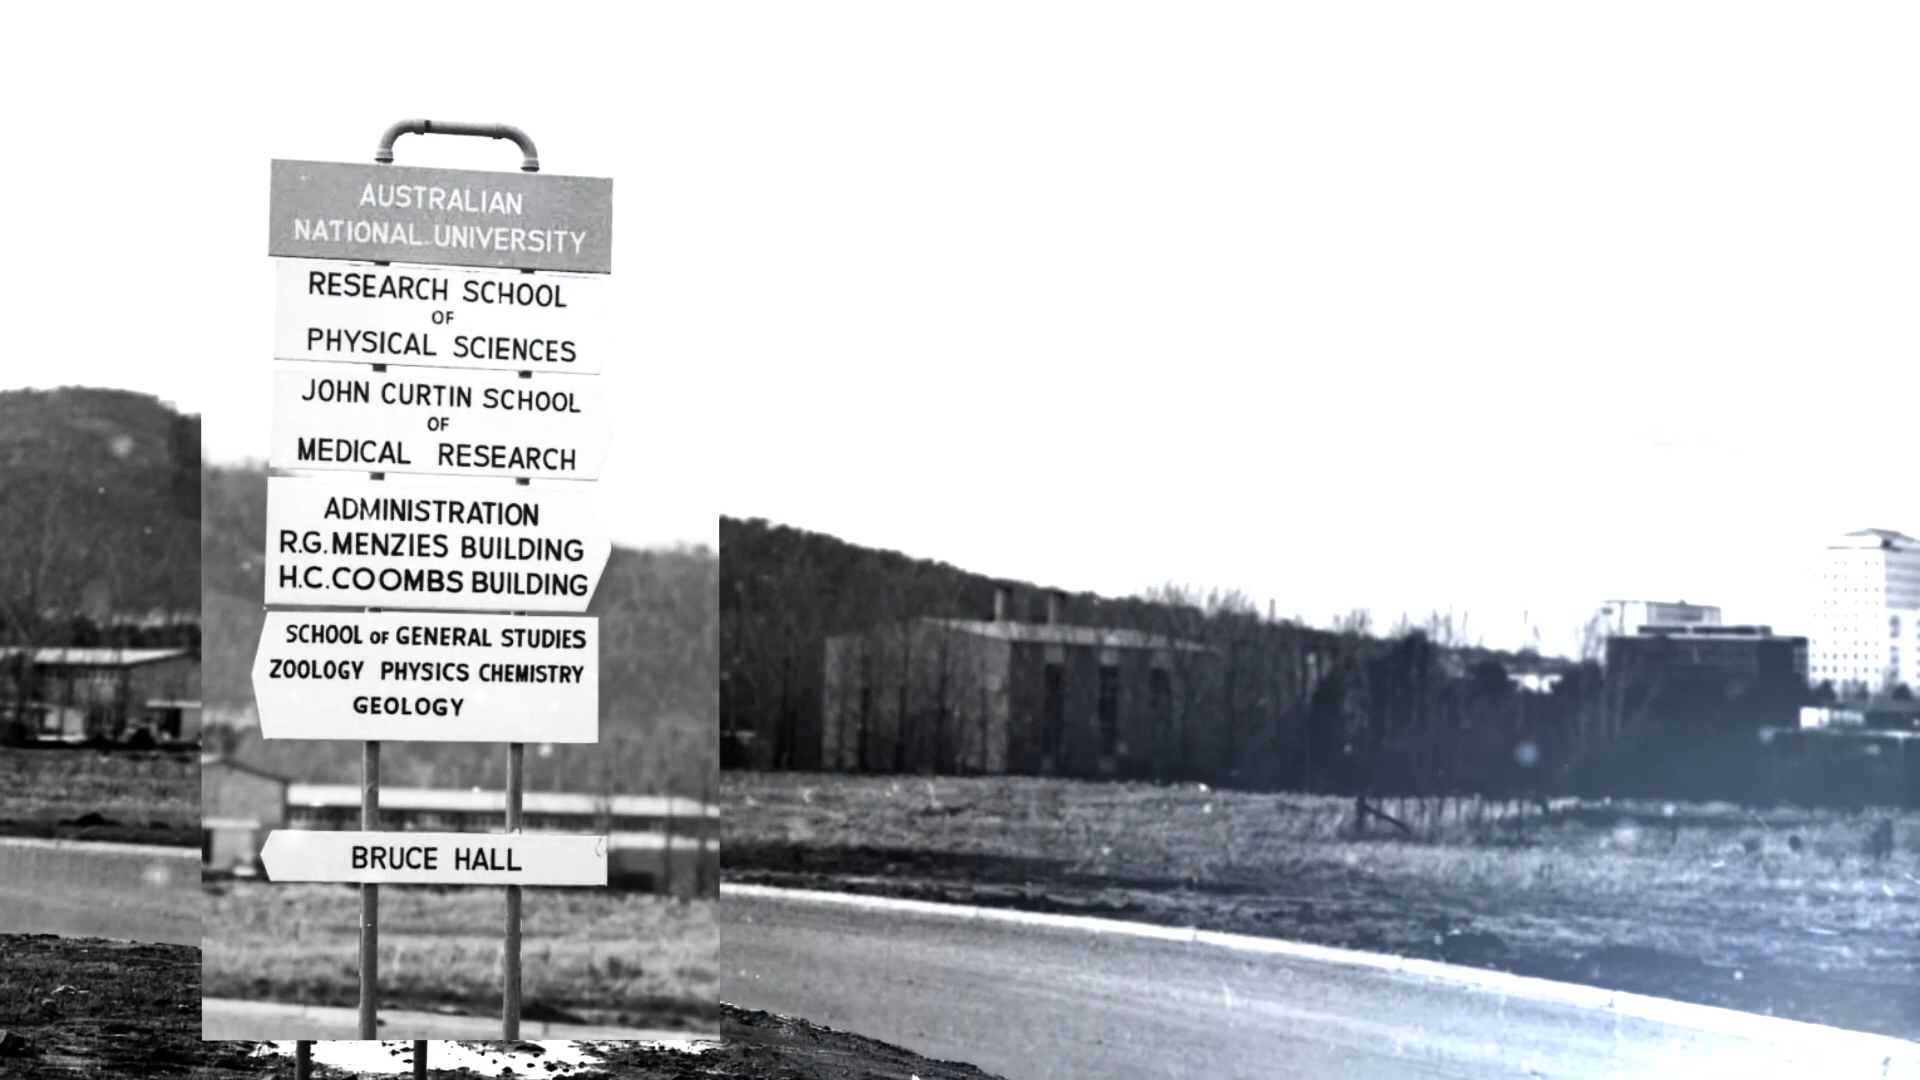 AUSTRALIAN
NATIONAL UNIVERSITY
RESEARCH SCHOOL
OF
PHYSICAL SCIENCES
JOHN CURTIN SCHOOL
OF
MEDICAL RESEARCH
ADMINISTRATION
R.G. MENZIES BUILDING
H.C. COOMBS BUILDING
SCHOOL OF GENERAL STUDIES
ZOOLOGY PHYSICS CHEMISTRY
GEOLOGY
BRUCE HALL